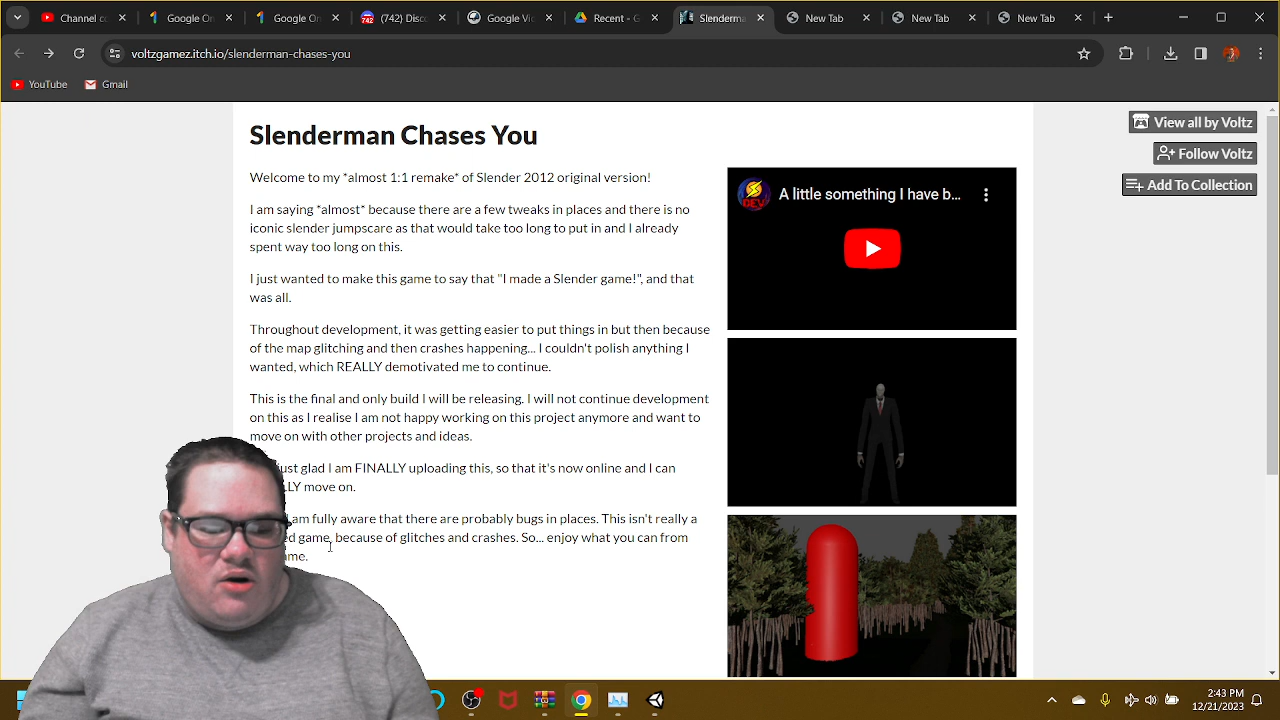 Channel co
Google On
Google On
(742) Disco
Google Vi
Recent - G
Slenderman
New Tab
New Tab
New Tab
voltzgamez.itch.io/slenderman-chases-you
YouTube
Gmail
Slenderman Chases You
View all by Voltz
Follow Voltz
Add To Collection
Welcome to my *almost 1:1 remake* of Slender 2012 original version!
I am saying *almost* because there are a few tweaks in places and there is no
iconic slender jumpscare as that would take too long to put in and I already
spent way too long on this.
I just wanted to make this game to say that "I made a Slender game!", and that
was all.
Throughout development, it was getting easier to put things in but then because
of the map glitching and then crashes happening... I couldn't polish anything I
wanted, which REALLY demotivated me to continue.
This is the final and only build I will be releasing. I will not continue development
on this as I realise I am not happy working on this project anymore and want to
move on with other projects and ideas.
ust glad I am FINALLY uploading this, so that it's now online and I can
LLY move on.
am fully aware that there are probably bugs in places. This isn't really a
ed game, because of glitches and crashes. So... enjoy what you can from
ame.
DEV
A little something I have b...
2:43 PM
12/21/2023